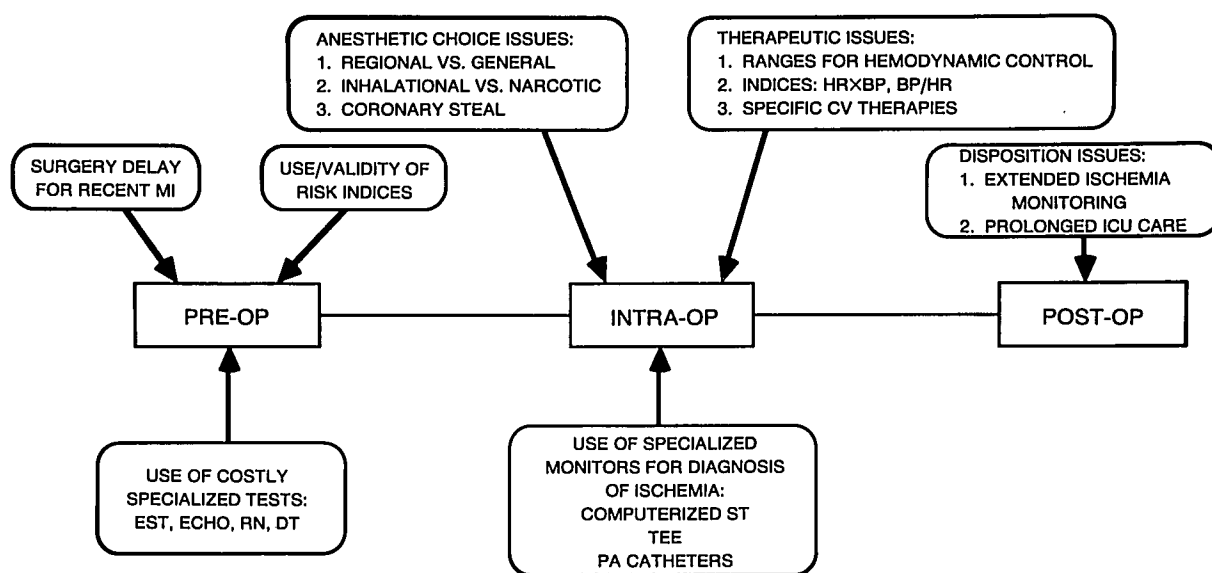 ANESTHETIC CHOICE ISSUES:
1. REGIONAL VS. GENERAL
2. INHALATIONAL VS. NARCOTIC
3. CORONARY STEAL
THERAPEUTIC ISSUES:
1. RANGES FOR HEMODYNAMIC CONTROL
2. INDICES: HR×BP, BP/HR
3. SPECIFIC CV THERAPIES
SURGERY DELAY
FOR RECENT MI
USE/VALIDITY OF
RISK INDICES
DISPOSITION ISSUES:
1. EXTENDED ISCHEMIA
MONITORING
2. PROLONGED ICU CARE
PRE-OP
INTRA-OP
POST-OP
USE OF COSTLY
SPECIALIZED TESTS:
EST, ECHO, RN, DT
USE OF SPECIALIZED
MONITORS FOR DIAGNOSIS
OF ISCHEMIA:
COMPUTERIZED ST
TEE
PA CATHETERS